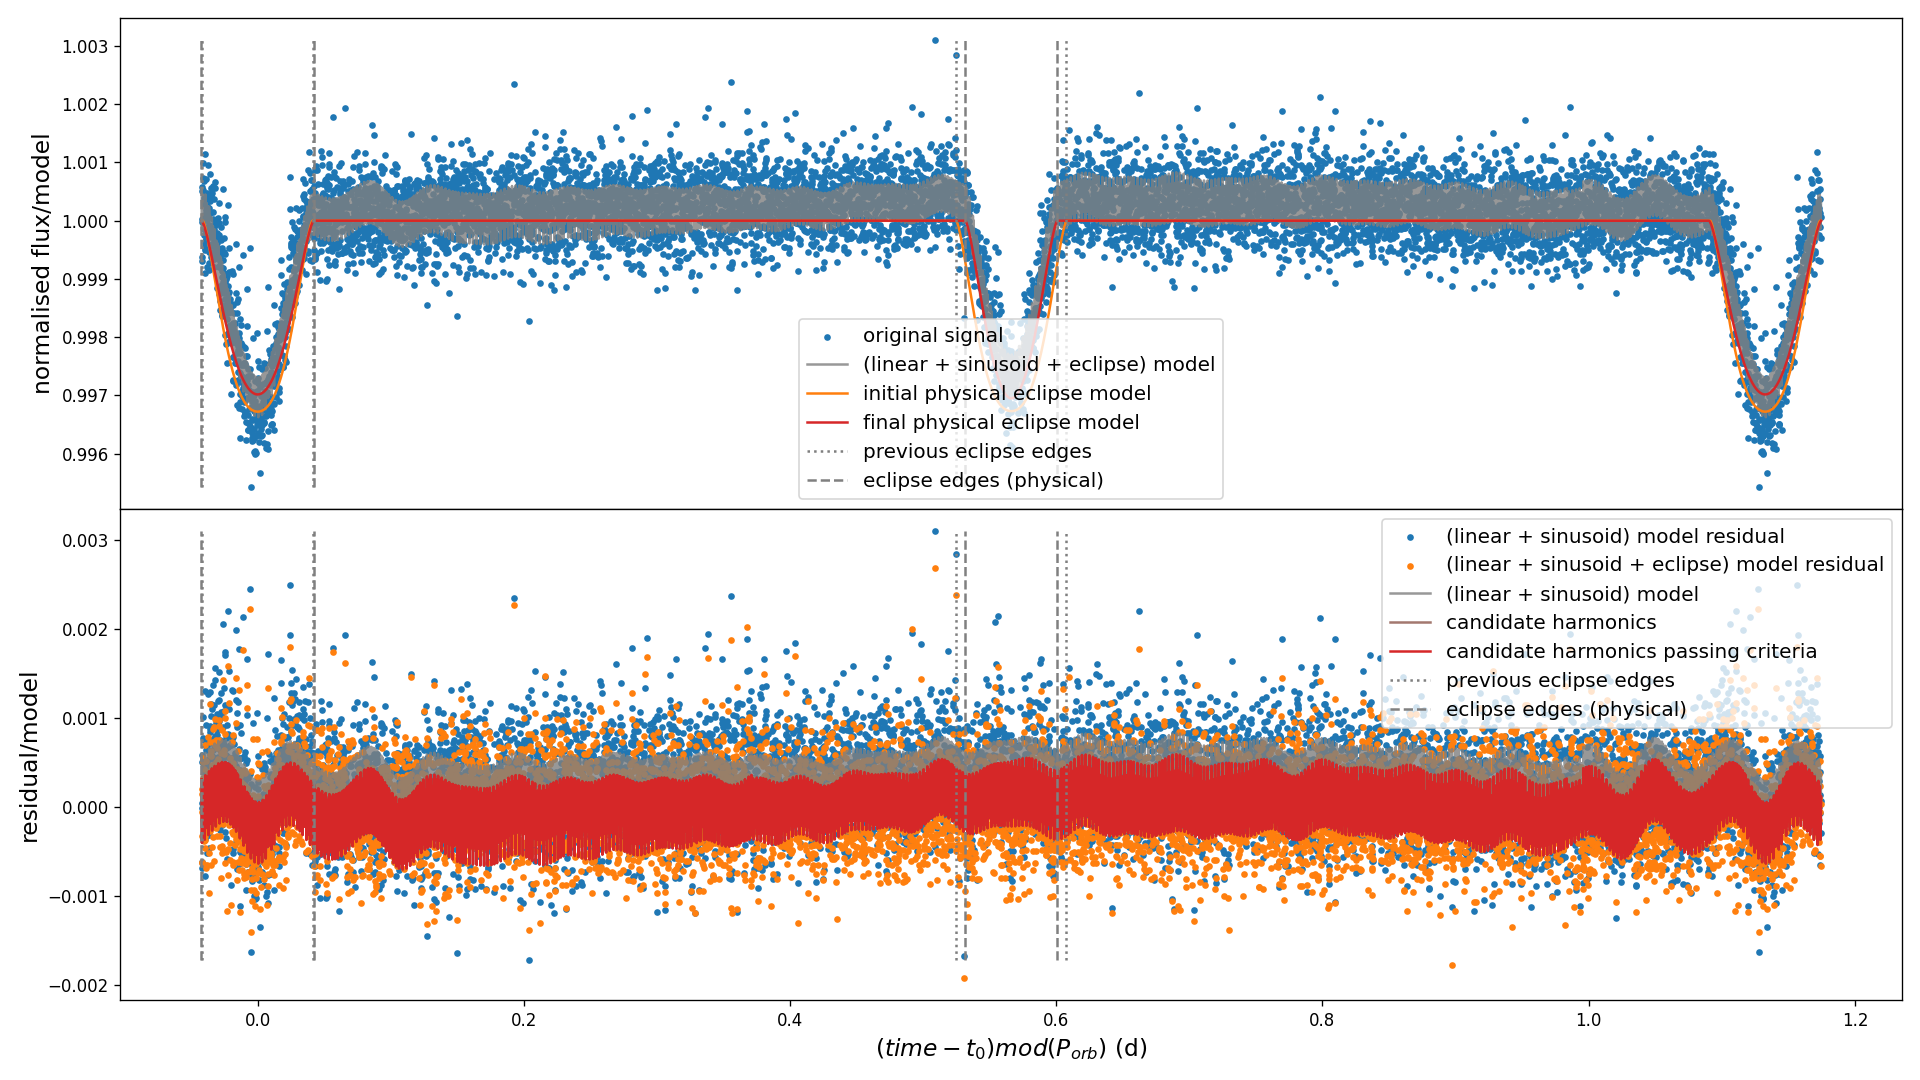 normalised flux/model
1.003
1.002
1.001
1.000
0.999
0.998
0.997
0.996
original signal
(linear + sinusoid + eclipse) model
initial physical eclipse model
final physical eclipse model
previous eclipse edges
eclipse edges (physical)
residual/model
0.003
0.002
0.001
0.000
−0.001
−0.002
(linear + sinusoid) model residual
(linear + sinusoid + eclipse) model residual
(linear + sinusoid) model
candidate harmonics
candidate harmonics passing criteria
previous eclipse edges
eclipse edges (physical)
0.0 0.2 0.4 0.6 0.8 1.0 1.2
(time − t₀)mod(P_orb) (d)